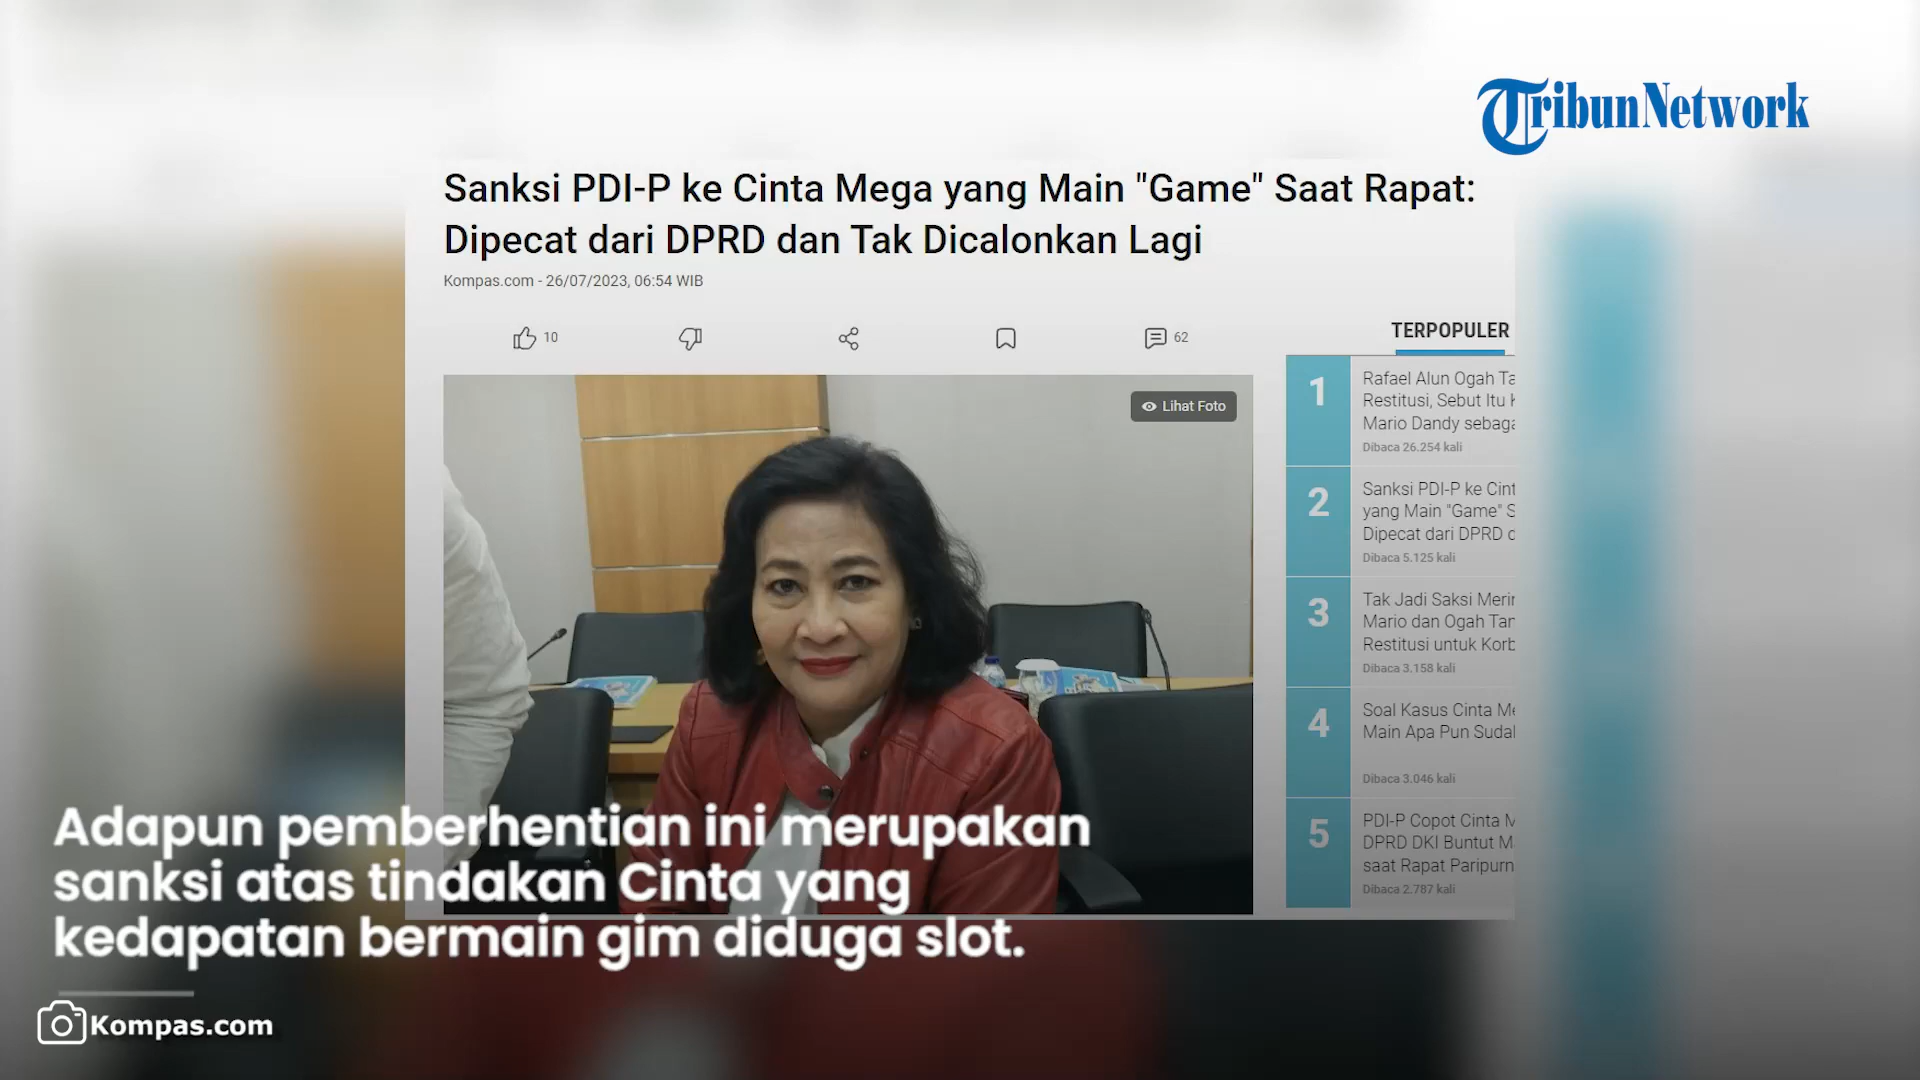 TribunNetwork
Sanksi PDI-P ke Cinta Mega yang Main "Game" Saat Rapat:
Dipecat dari DPRD dan Tak Dicalonkan Lagi
Kompas.com - 26/07/2023, 06:54 WIB
10
62
TERPOPULER
Lihat Foto
1
Rafael Alun Ogah Ta
Restitusi, Sebut Itu K
Mario Dandy sebaga
Dibaca 26.254 kali
2
Sanksi PDI-P ke Cint
yang Main "Game" S
Dipecat dari DPRD d
Dibaca 5.125 kali
3
Tak Jadi Saksi Merin
Mario dan Ogah Tan
Restitusi untuk Korb
Dibaca 3.158 kali
4
Soal Kasus Cinta Me
Main Apa Pun Sudal
Dibaca 3.046 kali
5
PDI-P Copot Cinta M
DPRD DKI Buntut M
saat Rapat Paripurn
Dibaca 2.787 kali
Adapun pemberhentian ini merupakan
sanksi atas tindakan Cinta yang
kedapatan bermain gim diduga slot.
Kompas.com